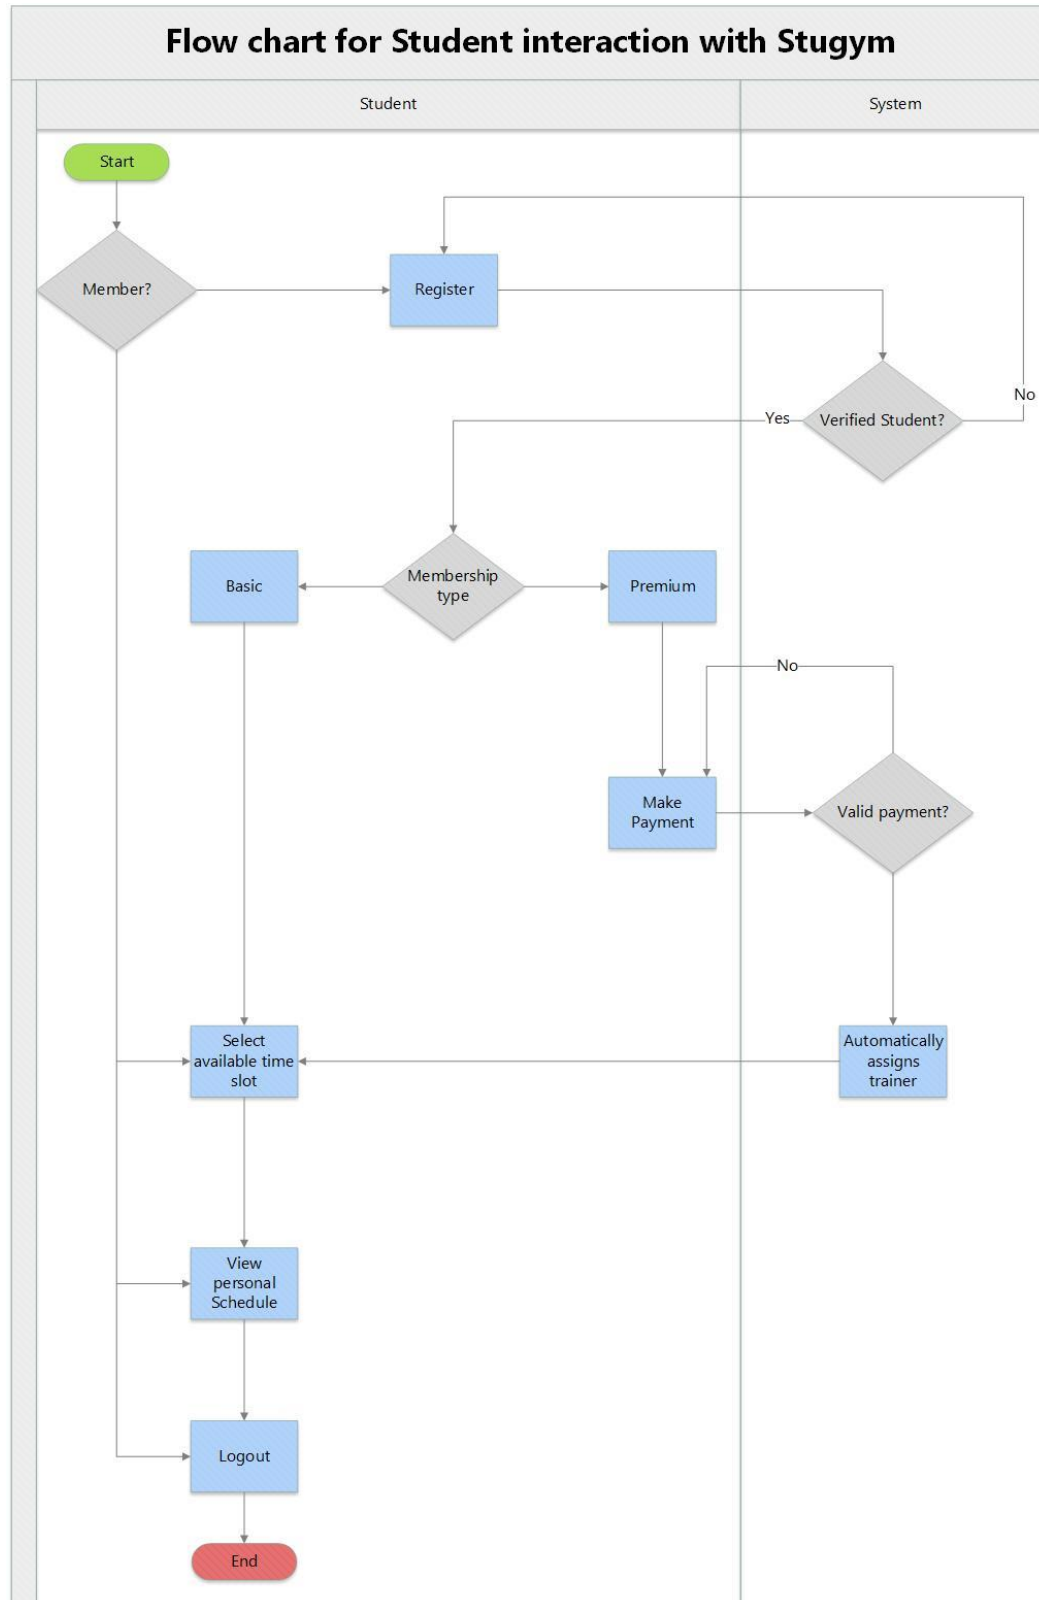 Flow chart for Student interaction with Stugym
Student
System
Start
Member?
Register
No
Yes
Verified Student?
Basic
Membership
type
Premium
No
Make
Payment
Valid payment?
Select
available time
slot
Automatically
assigns
trainer
View
personal
Schedule
Logout
End